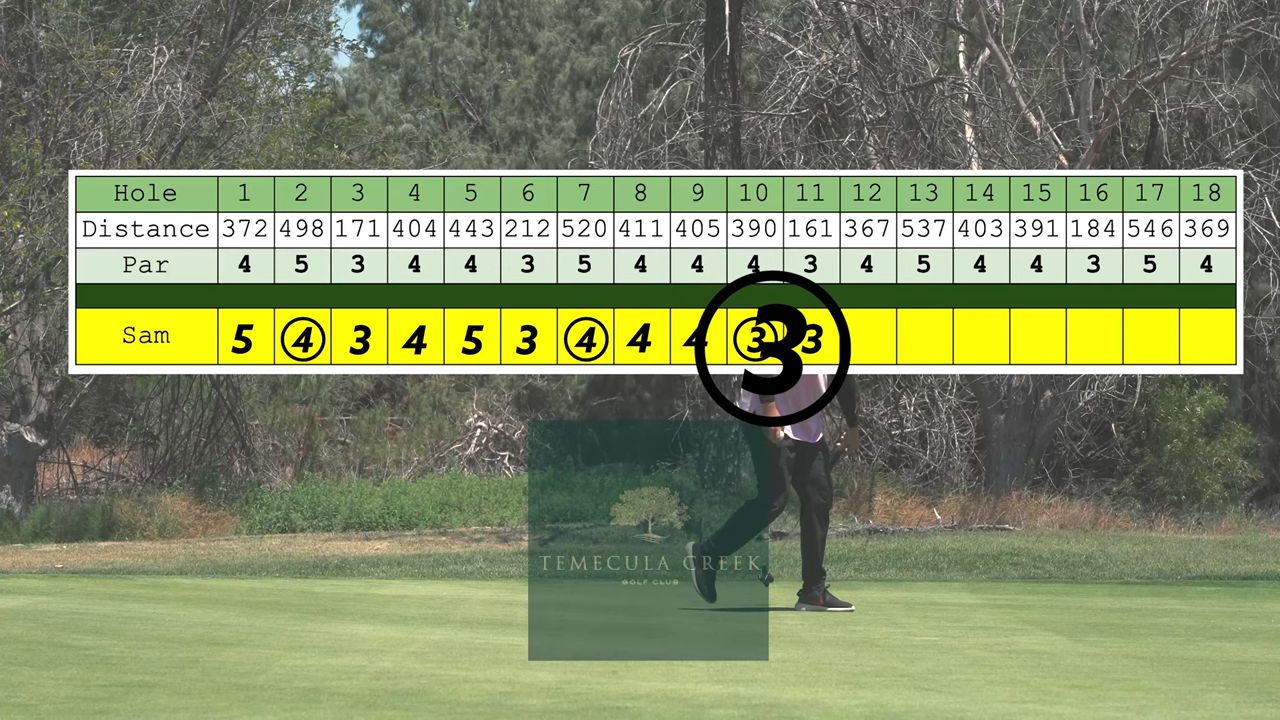 Hole 1 2 3 4 5 6 7 8 9 10 11 12 13 14 15 16 17 18
Distance 372 498 171 404 443 212 520 411 405 390 161 367 537 403 391 184 546 369
Par 4 5 3 4 4 3 5 4 4 4 3 4 5 4 4 3 5 4
Sam 5 4 3 4 5 3 4 4 4 3 3
3
TEMECULA CREEK
GOLF CLUB